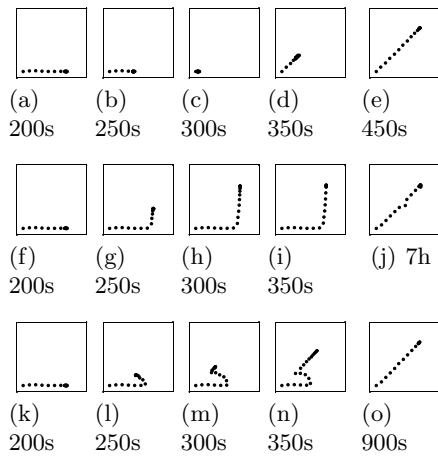 (a) (b) (c) (d) (e)
200s 250s 300s 350s 450s
(f) (g) (h) (i) (j) 7h
200s 250s 300s 350s
(k) (l) (m) (n) (o)
200s 250s 300s 350s 900s